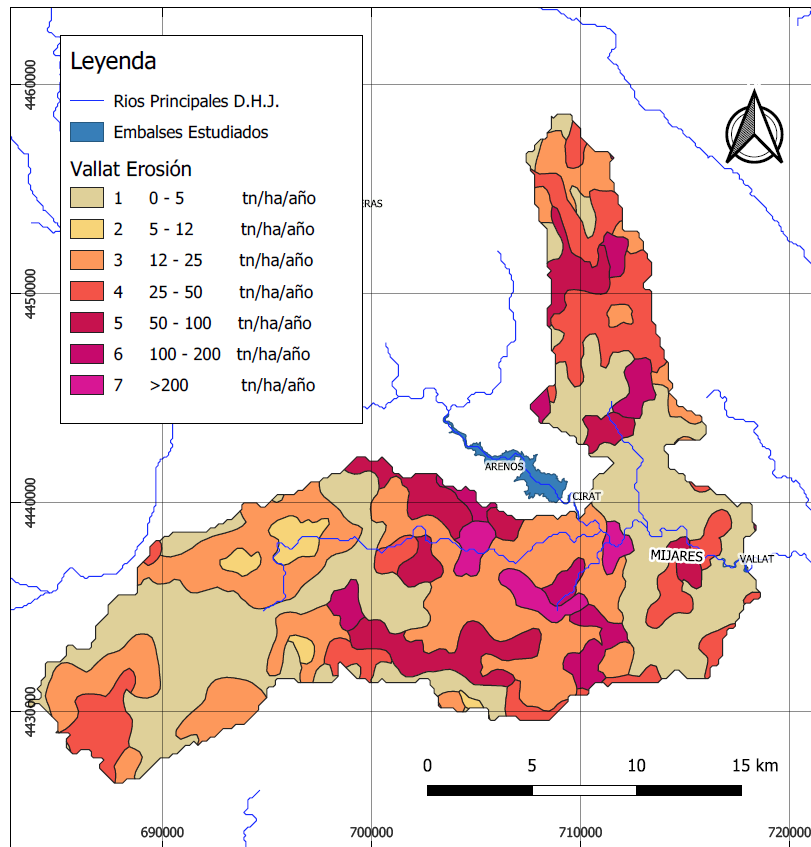 Leyenda
Rios Principales D.H.J.
Embalses Estudiados
Vallat Erosión
1 0 - 5 tn/ha/año
2 5 - 12 tn/ha/año
3 12 - 25 tn/ha/año
4 25 - 50 tn/ha/año
5 50 - 100 tn/ha/año
6 100 - 200 tn/ha/año
7 >200 tn/ha/año
4460000
4450000
4440000
4430000
ARENOS
CIRAT
MIJARES
VALLAT
0 5 10 15 km
690000 700000 710000 720000